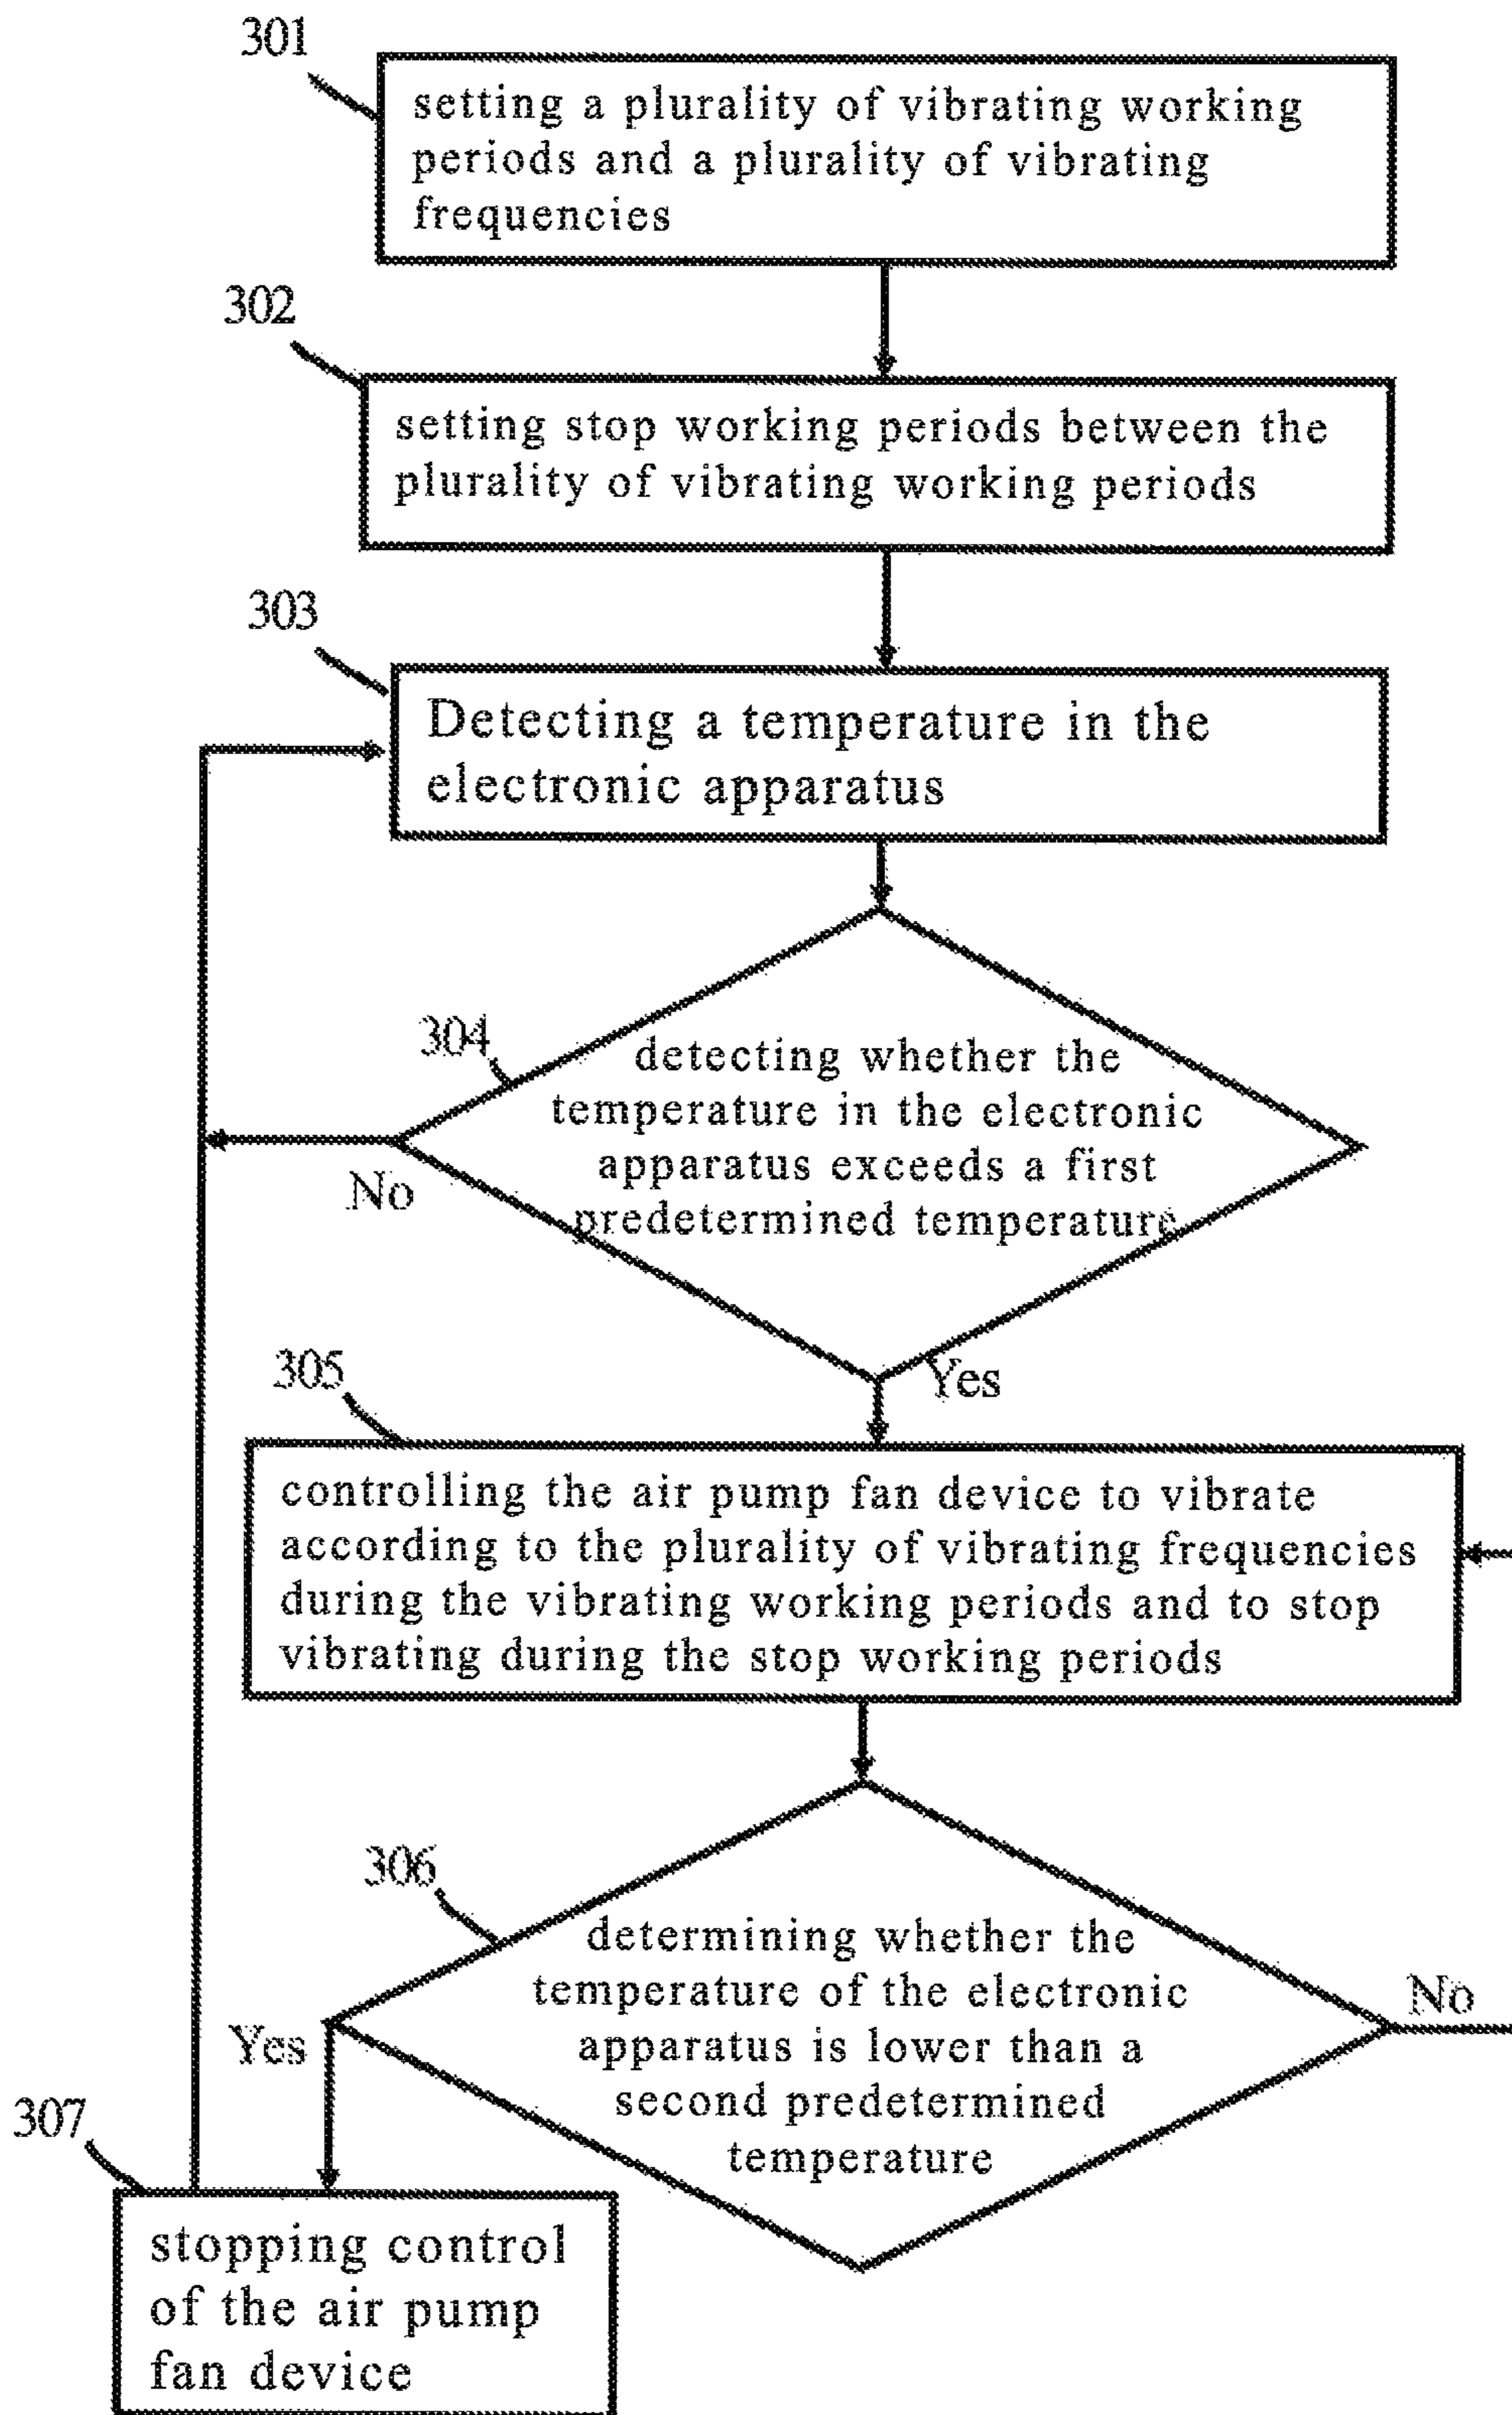 301
setting a plurality of vibrating working
periods and a plurality of vibrating
frequencies
302
setting stop working periods between the
plurality of vibrating working periods
303
Detecting a temperature in the
electronic apparatus
304
detecting whether the
temperature in the electronic
apparatus exceeds a first
predetermined temperature
No
Yes
305
controlling the air pump fan device to vibrate
according to the plurality of vibrating frequencies
during the vibrating working periods and to stop
vibrating during the stop working periods
306
determining whether the
temperature of the electronic
apparatus is lower than a
second predetermined
temperature
No
Yes
307
stopping control
of the air pump
fan device